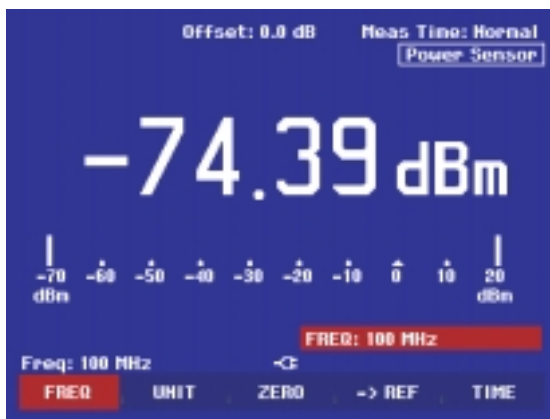 Offset: 0.0 dB Meas Time: Normal
Power Sensor
-74.39 dBm
-70 -60 -50 -40 -30 -20 -10 0 10 20
dBm dBm
FREQ: 100 MHz
Freq: 100 MHz
FREQ UNIT ZERO -> REF TIME